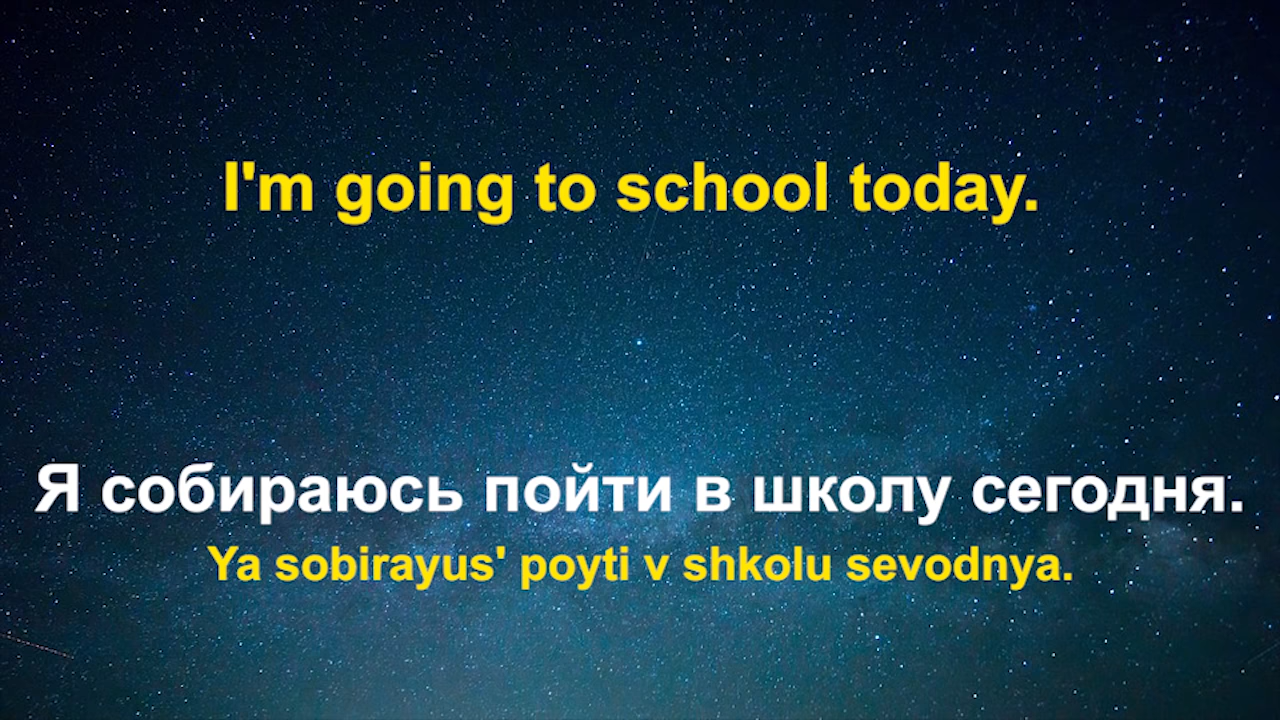 I'm going to school today.
Я собираюсь пойти в школу сегодня.
Ya sobirayus' poyti v shkolu sevodnya.